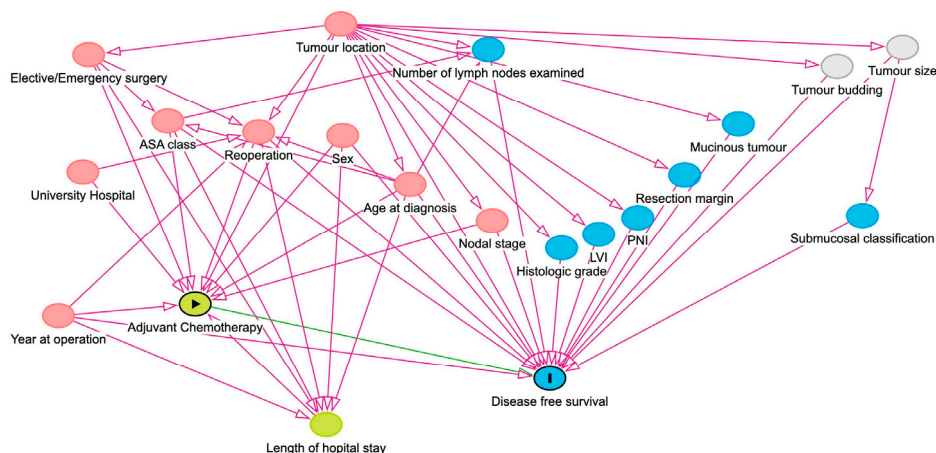 Tumour location
Elective/Emergency surgery
Number of lymph nodes examined
Tumour size
Tumour budding
ASA class
Reoperation
Sex
Mucinous tumour
University Hospital
Age at diagnosis
Resection margin
Nodal stage
PNI
Submucosal classification
LVI
Histologic grade
Year at operation
Adjuvant Chemotherapy
Disease free survival
Length of hopital stay